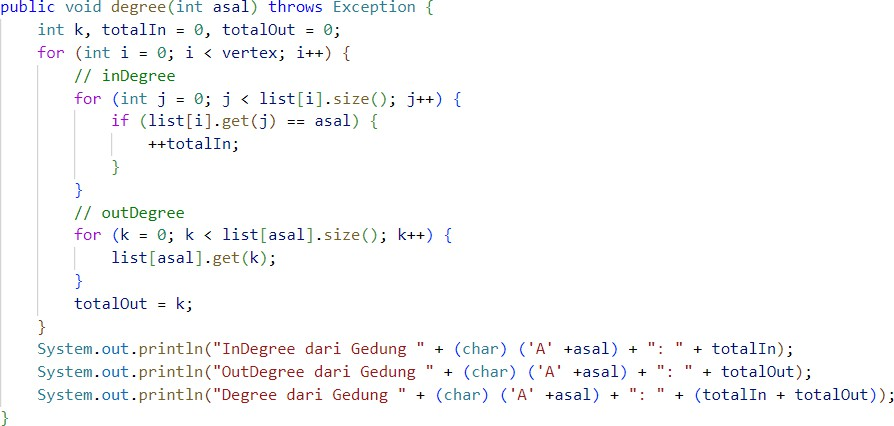 public void degree(int asal) throws Exception {
    int k, totalIn = 0, totalOut = 0;
    for (int i = 0; i < vertex; i++) {
        // inDegree
        for (int j = 0; j < list[i].size(); j++) {
            if (list[i].get(j) == asal) {
                ++totalIn;
            }
        }
        // outDegree
        for (k = 0; k < list[asal].size(); k++) {
            list[asal].get(k);
        }
        totalOut = k;
    }
    System.out.println("InDegree dari Gedung " + (char) ('A' +asal) + ": " + totalIn);
    System.out.println("OutDegree dari Gedung " + (char) ('A' +asal) + ": " + totalOut);
    System.out.println("Degree dari Gedung " + (char) ('A' +asal) + ": " + (totalIn + totalOut));
}